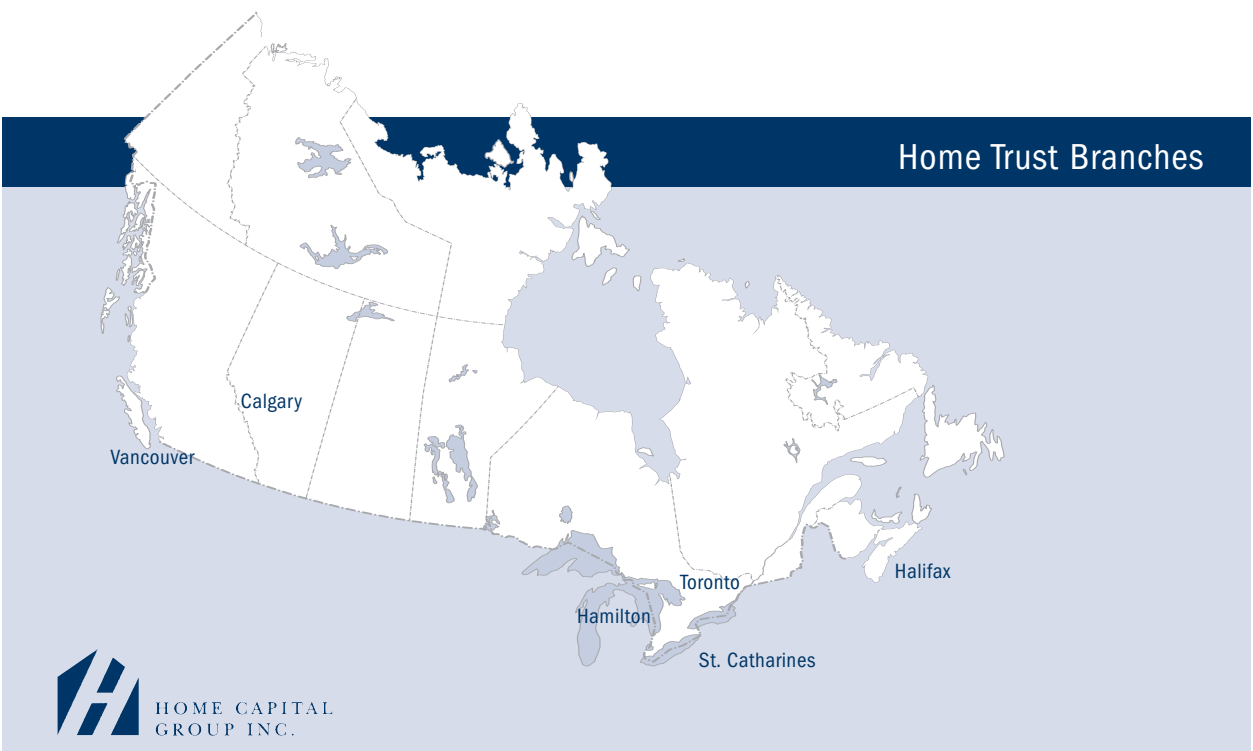 Home Trust Branches
Calgary
Vancouver
Toronto
Halifax
Hamilton
St. Catharines
HOME CAPITAL
GROUP INC.